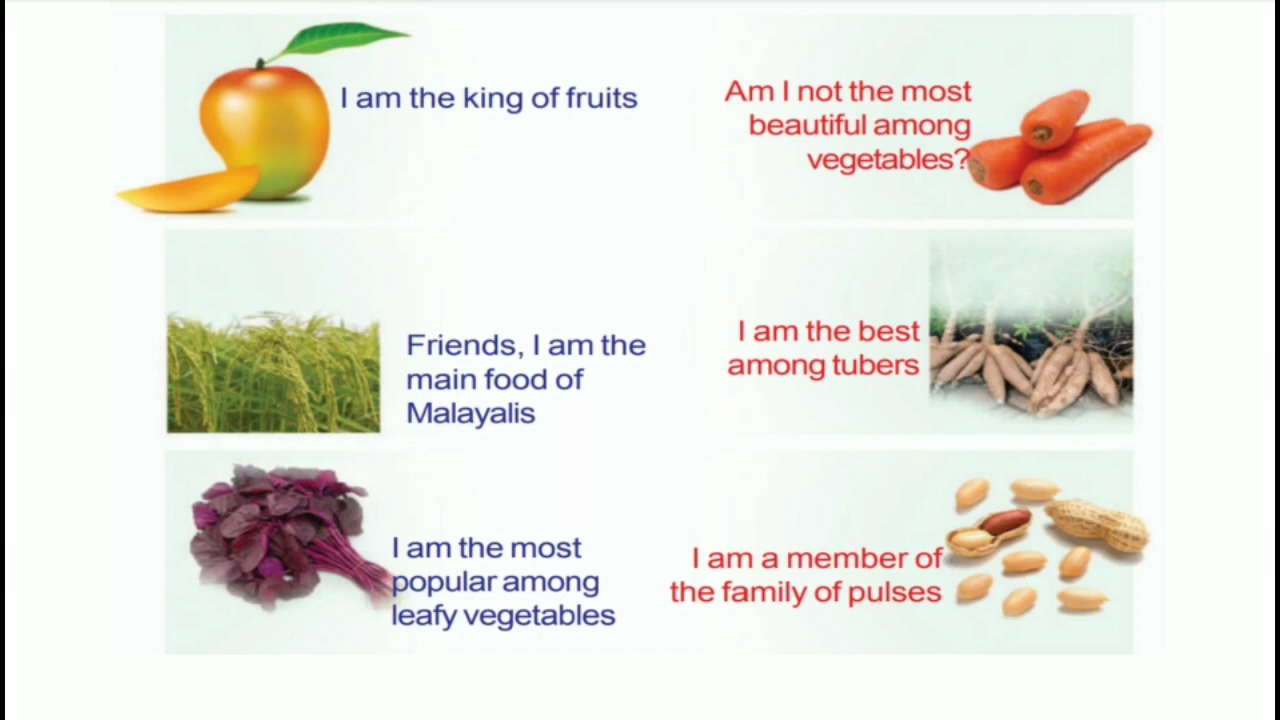 I am the king of fruits
Am I not the most
beautiful among
vegetables?
Friends, I am the
main food of
Malayalis
I am the best
among tubers
I am the most
popular among
leafy vegetables
I am a member of
the family of pulses